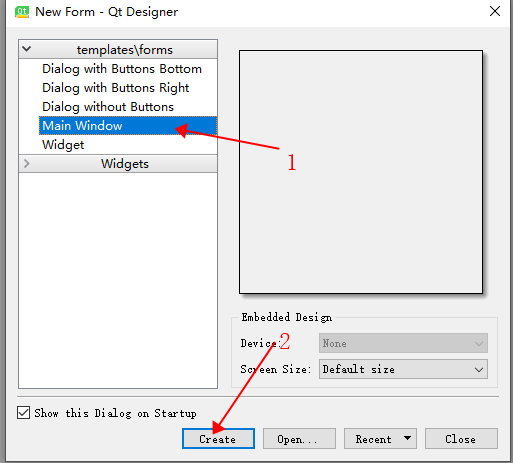 New Form - Qt Designer
templates\forms
Dialog with Buttons Bottom
Dialog with Buttons Right
Dialog without Buttons
Main Window
Widget
Widgets
1
Embedded Design
Device: None
2
Screen Size: Default size
Show this Dialog on Startup
Create Open... Recent Close